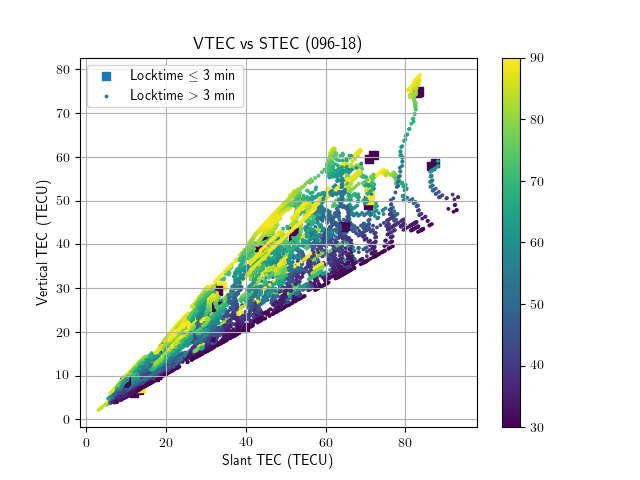 VTEC vs STEC (096-18)
Locktime ≤ 3 min
Locktime > 3 min
Vertical TEC (TECU)
80
70
60
50
40
30
20
10
0
0 20 40 60 80
Slant TEC (TECU)
90
80
70
60
50
40
30